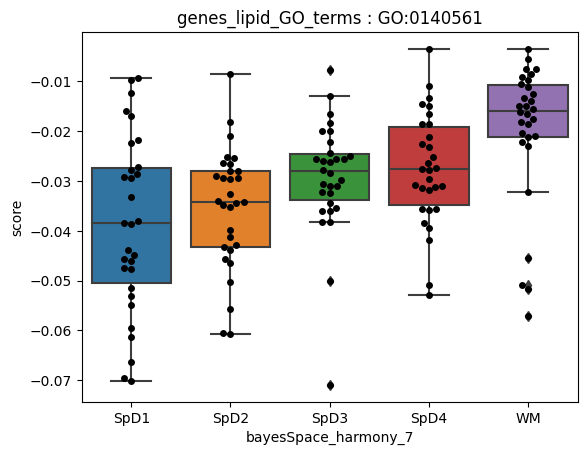 genes_lipid_GO_terms : GO:0140561
−0.01
−0.02
−0.03
−0.04
−0.05
−0.06
−0.07
score
SpD1
SpD2
SpD3
SpD4
WM
bayesSpace_harmony_7